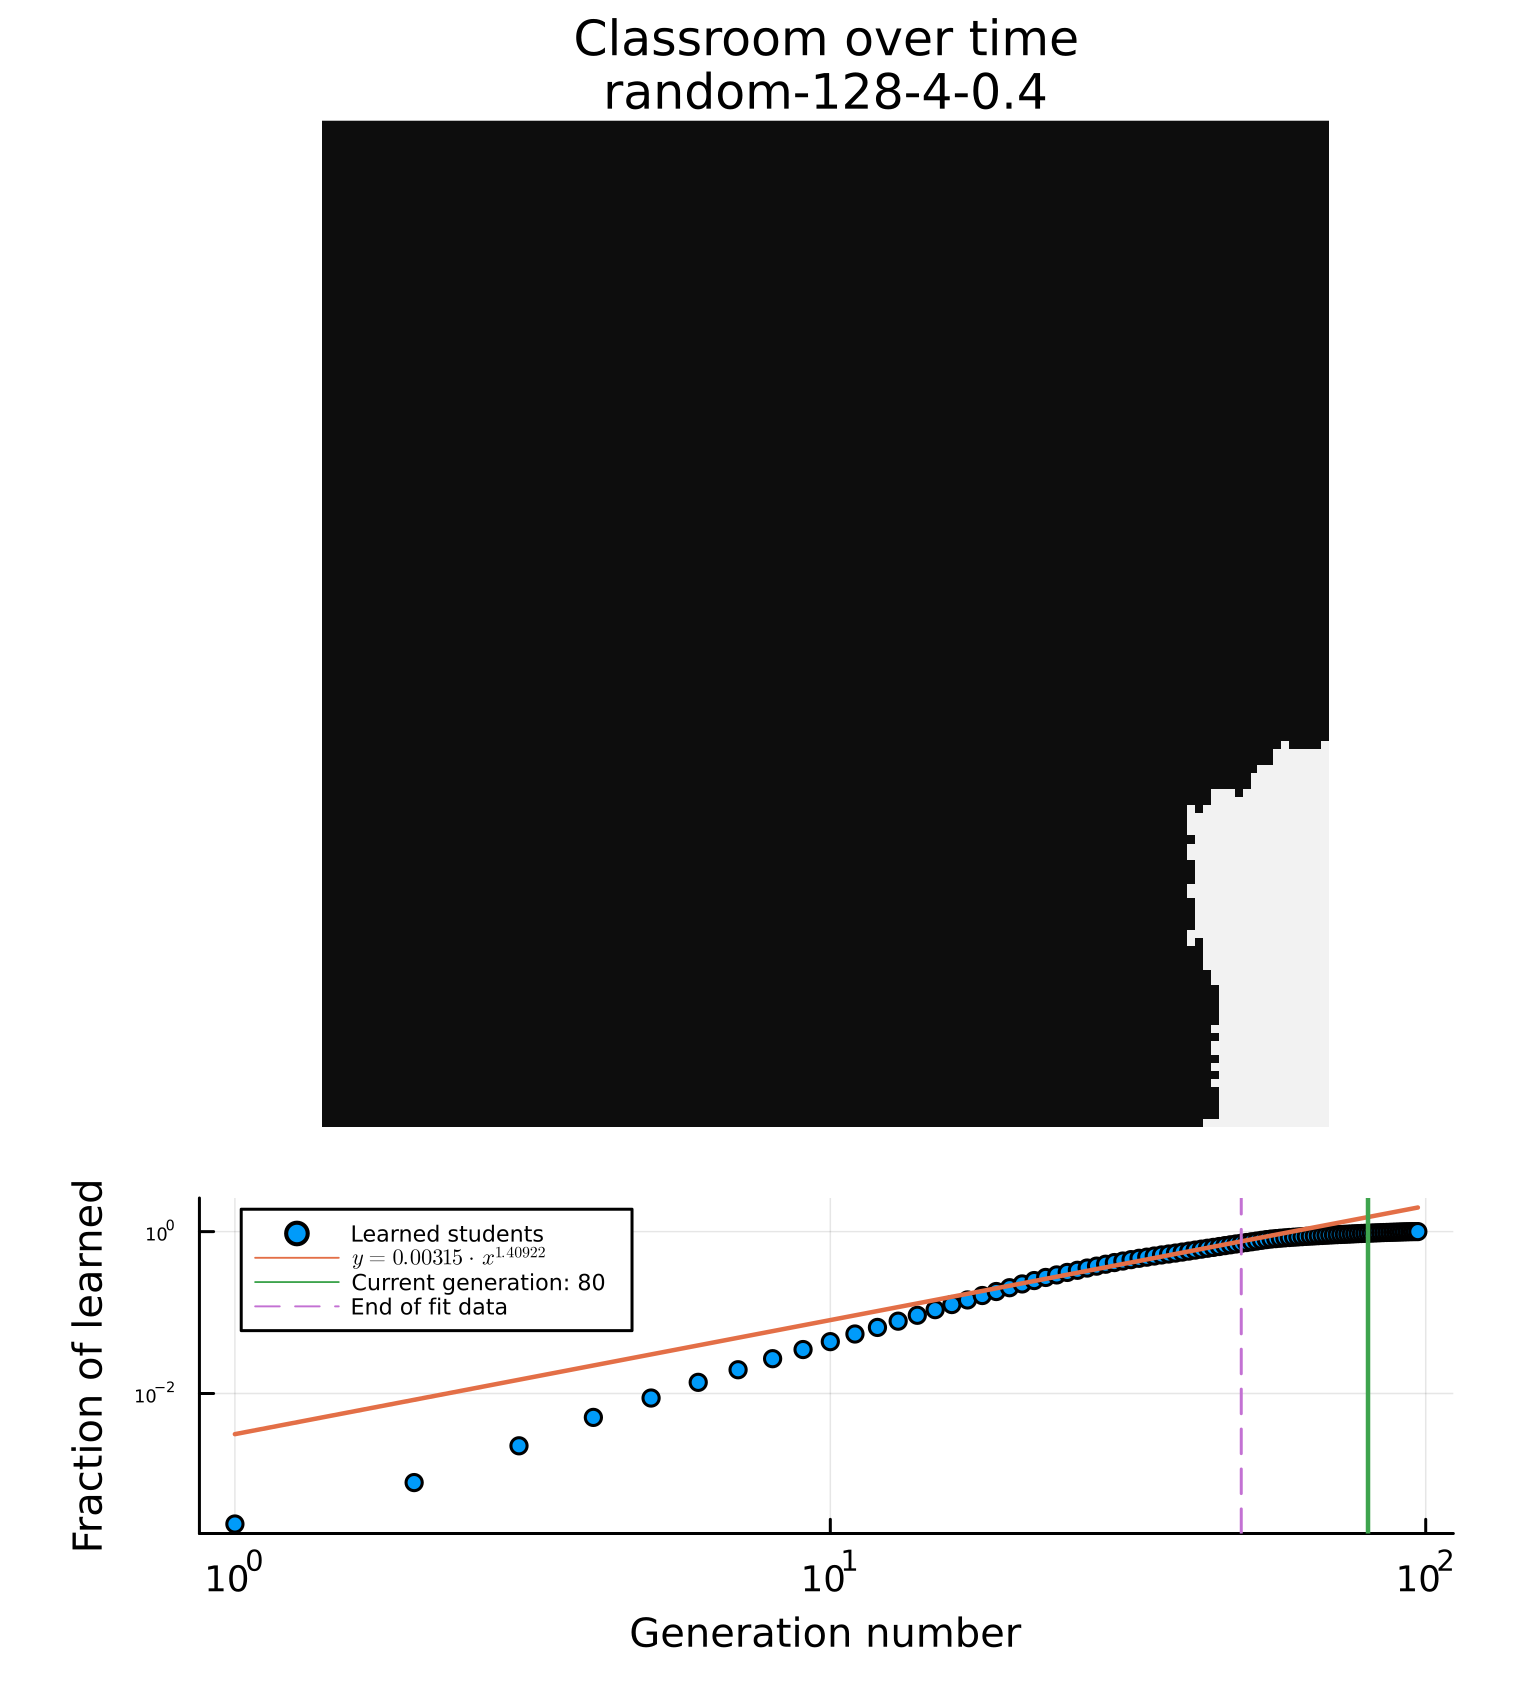 Classroom over time
random-128-4-0.4
Fraction of learned
10^0
10^-2
Learned students
y = 0.00315 · x^1.40922
Current generation: 80
End of fit data
10^0
10^1
10^2
Generation number